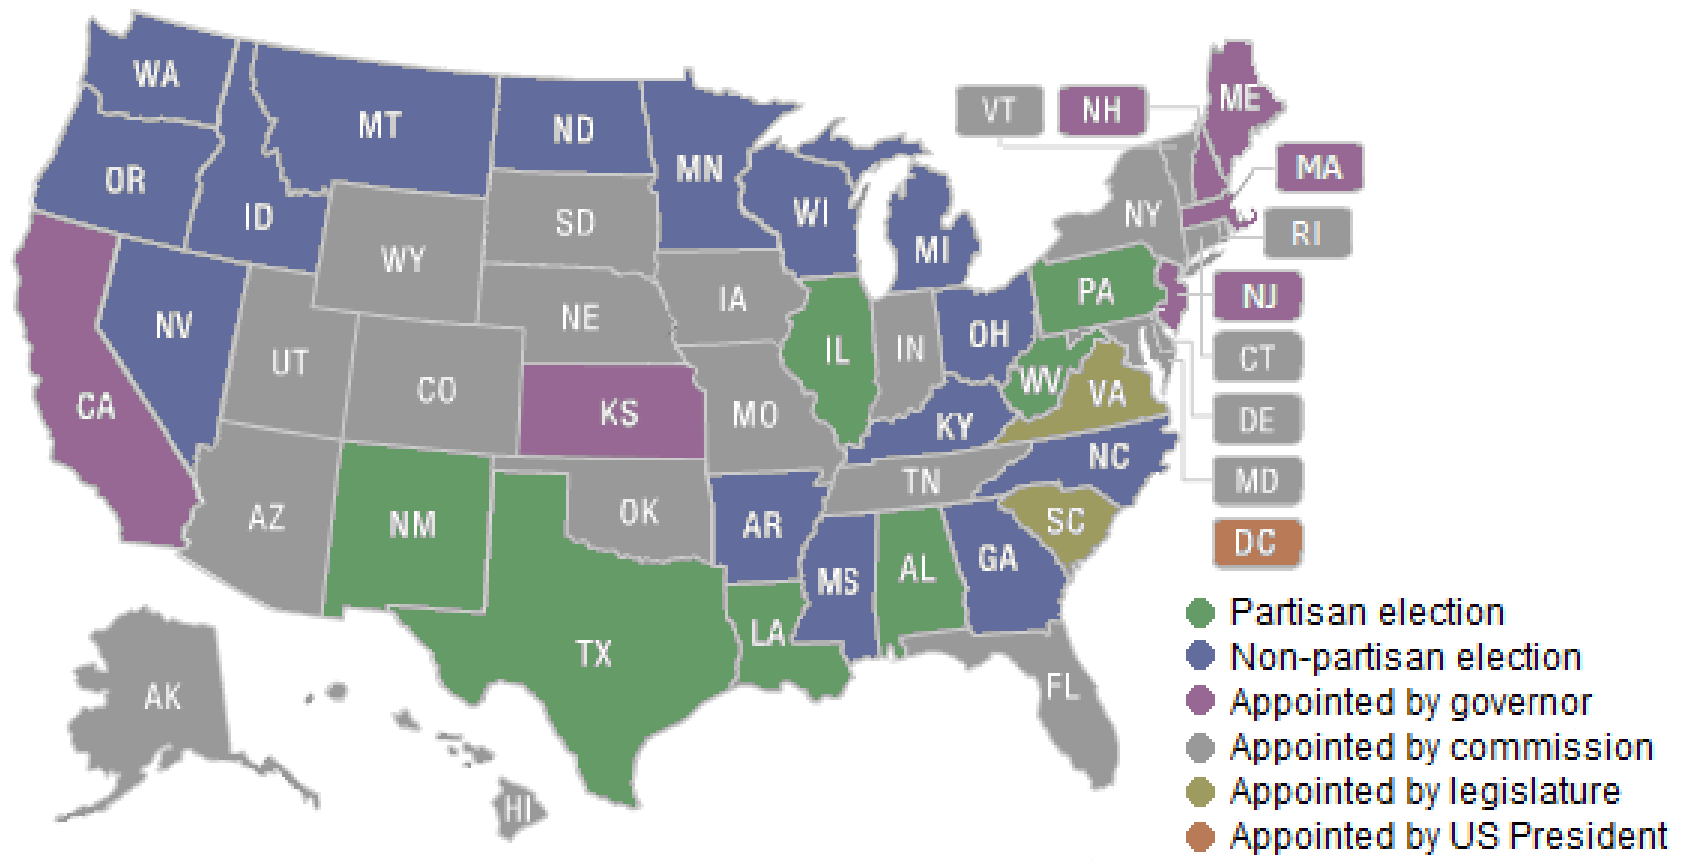 WA
MT
ND
MN
OR
ID
SD
WI
MI
WY
NV
NE
IA
UT
CO
IL
IN
OH
PA
CA
KS
MO
KY
WV
VA
AZ
NM
OK
AR
TN
NC
SC
TX
LA
MS
AL
GA
FL
AK
HI
NY
VT
NH
ME
MA
RI
NJ
CT
DE
MD
DC
Partisan election
Non-partisan election
Appointed by governor
Appointed by commission
Appointed by legislature
Appointed by US President